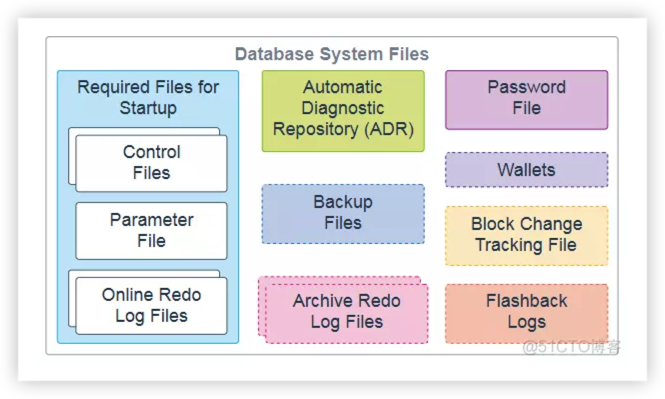 Database System Files
Required Files for
Startup
Control
Files
Parameter
File
Online Redo
Log Files
Automatic
Diagnostic
Repository (ADR)
Backup
Files
Archive Redo
Log Files
Password
File
Wallets
Block Change
Tracking File
Flashback
Logs
@51CTO博客